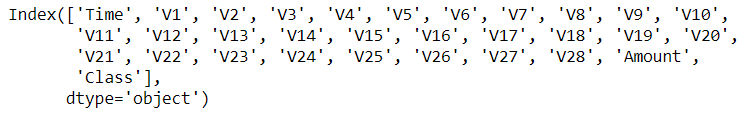 Index(['Time', 'V1', 'V2', 'V3', 'V4', 'V5', 'V6', 'V7', 'V8', 'V9', 'V10',
'V11', 'V12', 'V13', 'V14', 'V15', 'V16', 'V17', 'V18', 'V19', 'V20',
'V21', 'V22', 'V23', 'V24', 'V25', 'V26', 'V27', 'V28', 'Amount',
'Class'],
dtype='object')